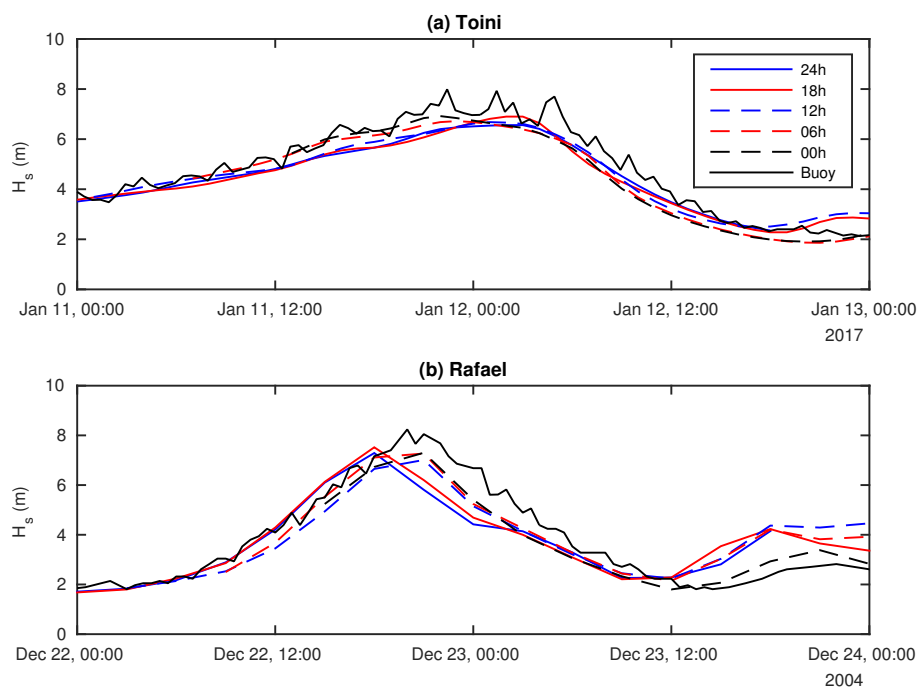 (a) Toini
10
8
6
4
2
0
H_s (m)
24h
18h
12h
06h
00h
Buoy
Jan 11, 00:00 Jan 11, 12:00 Jan 12, 00:00 Jan 12, 12:00 Jan 13, 00:00
2017
(b) Rafael
10
8
6
4
2
0
H_s (m)
Dec 22, 00:00 Dec 22, 12:00 Dec 23, 00:00 Dec 23, 12:00 Dec 24, 00:00
2004